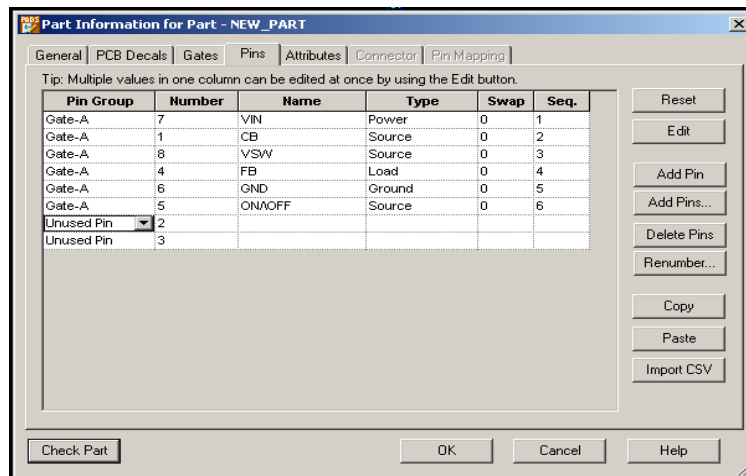 PADS
Part Information for Part - NEW_PART
General PCB Decals Gates Pins Attributes Connector Pin Mapping
Tip: Multiple values in one column can be edited at once by using the Edit button.
Pin Group Number Name Type Swap Seq.
Gate-A 7 VIN Power 0 1
Gate-A 1 CB Source 0 2
Gate-A 8 VSW Source 0 3
Gate-A 4 FB Load 0 4
Gate-A 6 GND Ground 0 5
Gate-A 5 ON/\OFF Source 0 6
Unused Pin 2
Unused Pin 3
Reset
Edit
Add Pin
Add Pins...
Delete Pins
Renumber...
Copy
Paste
Import CSV
Check Part OK Cancel Help